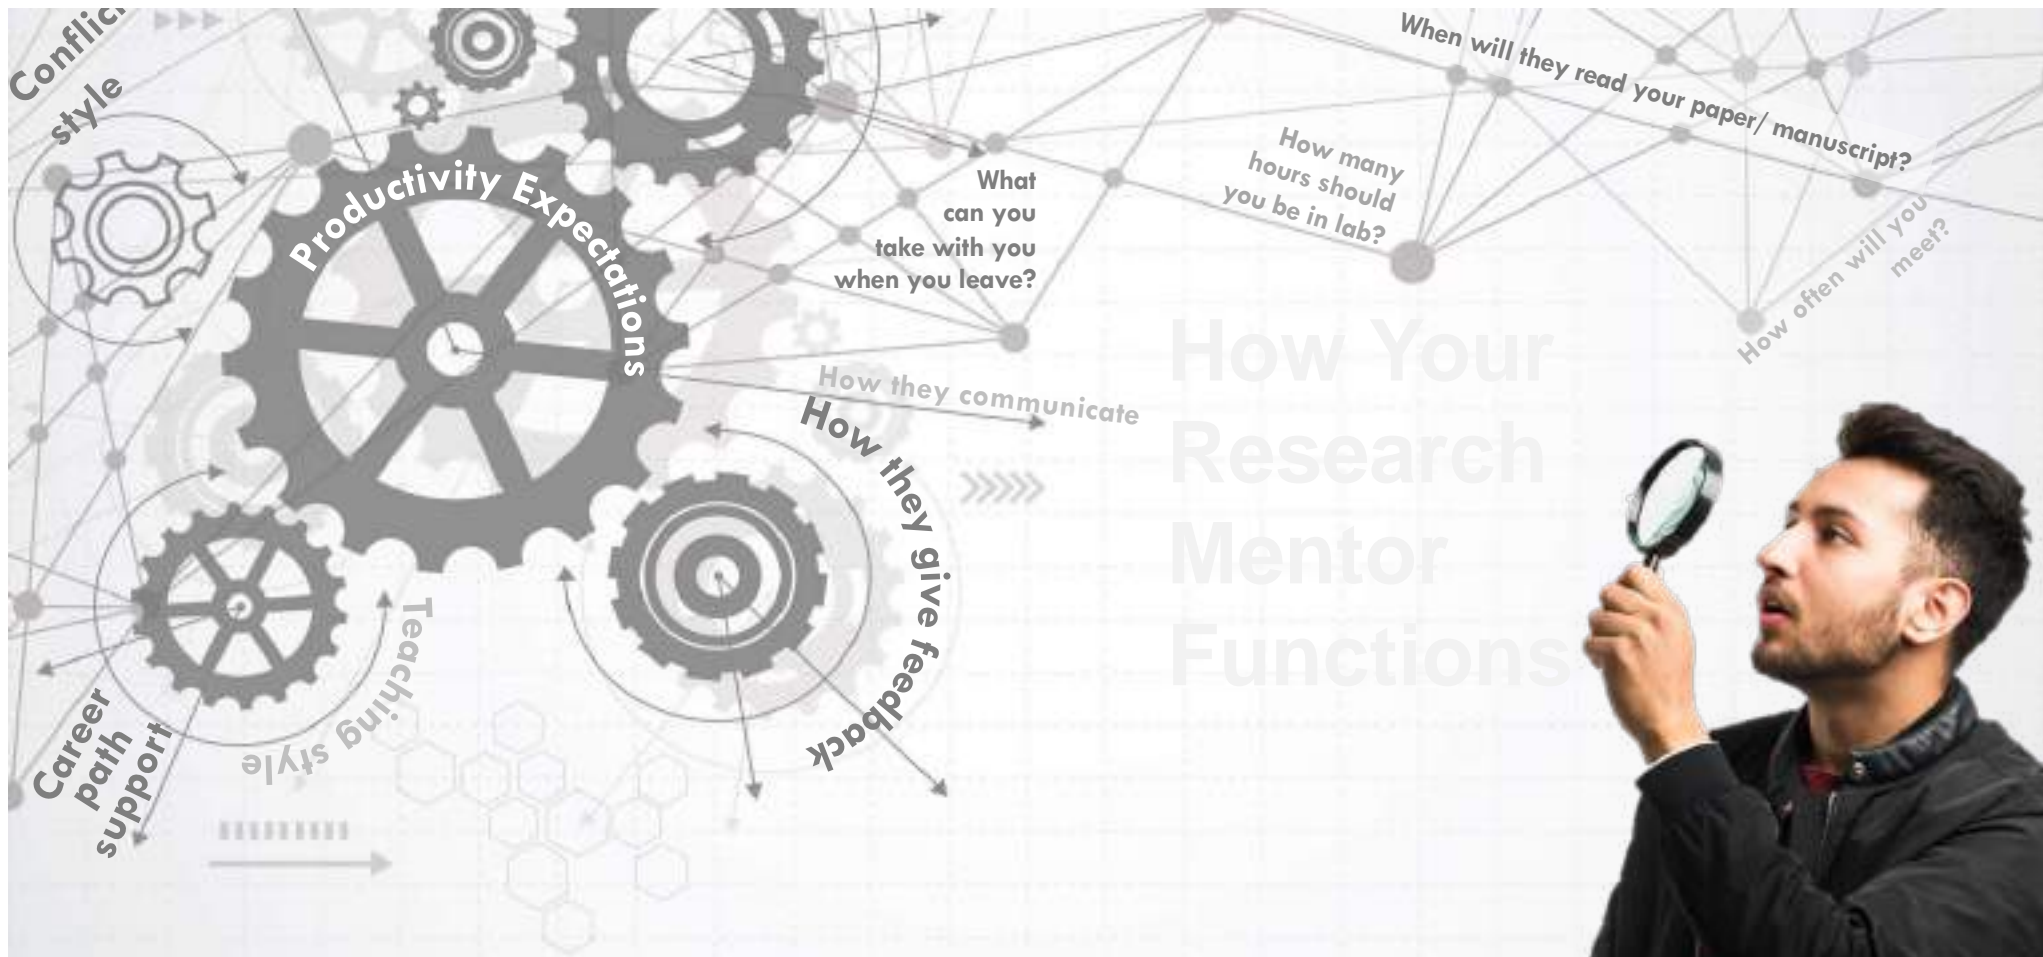 Conflic
style
Productivity Expectations
What
can you
take with you
when you leave?
How many
hours should
you be in lab?
When will they read your paper/ manuscript?
How often will you
meet?
How they communicate
How they give feedback
How Your
Research
Mentor
Functions
Teaching style
Career
path
support